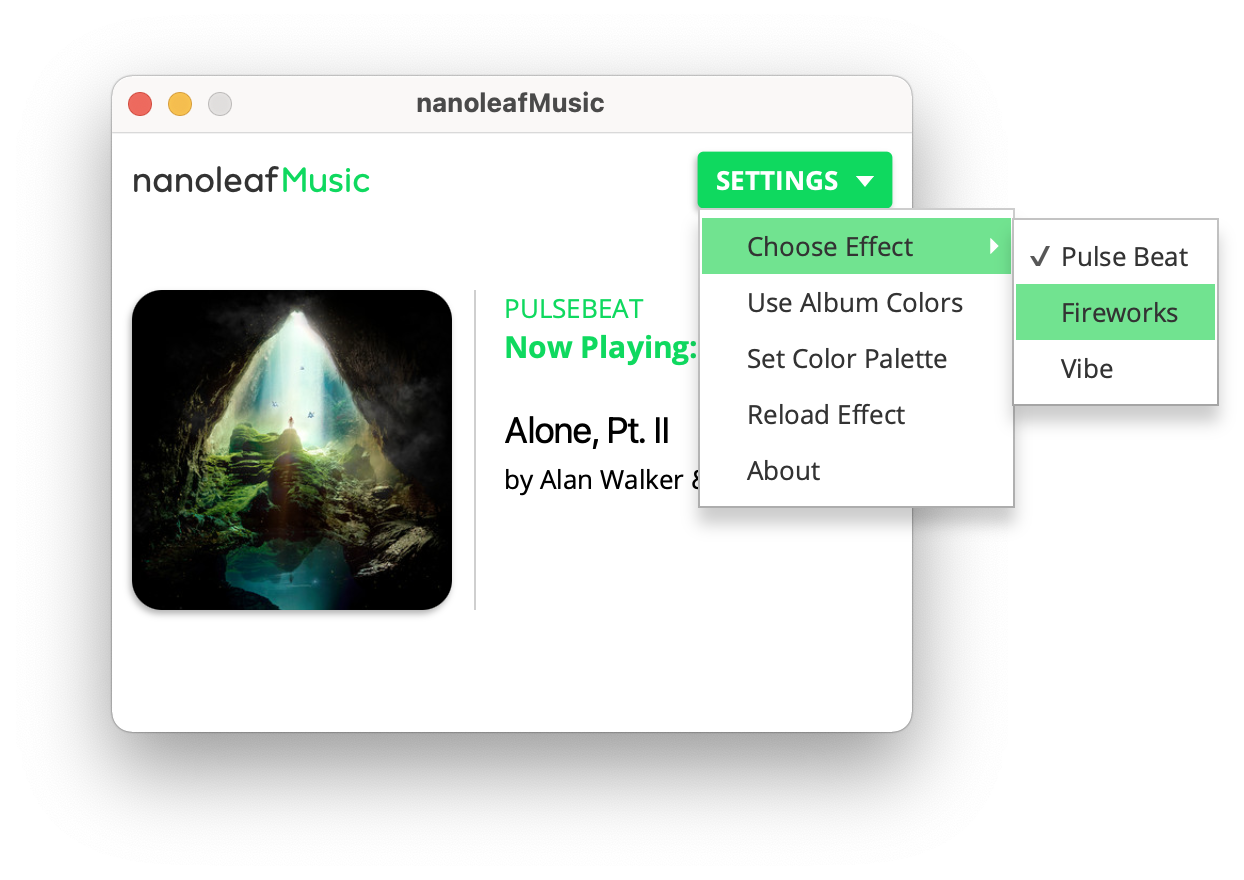 nanoleafMusic
nanoleafMusic
SETTINGS
Choose Effect
Use Album Colors
Set Color Palette
Reload Effect
About
Pulse Beat
Fireworks
Vibe
PULSEBEAT
Now Playing:
Alone, Pt. II
by Alan Walker &